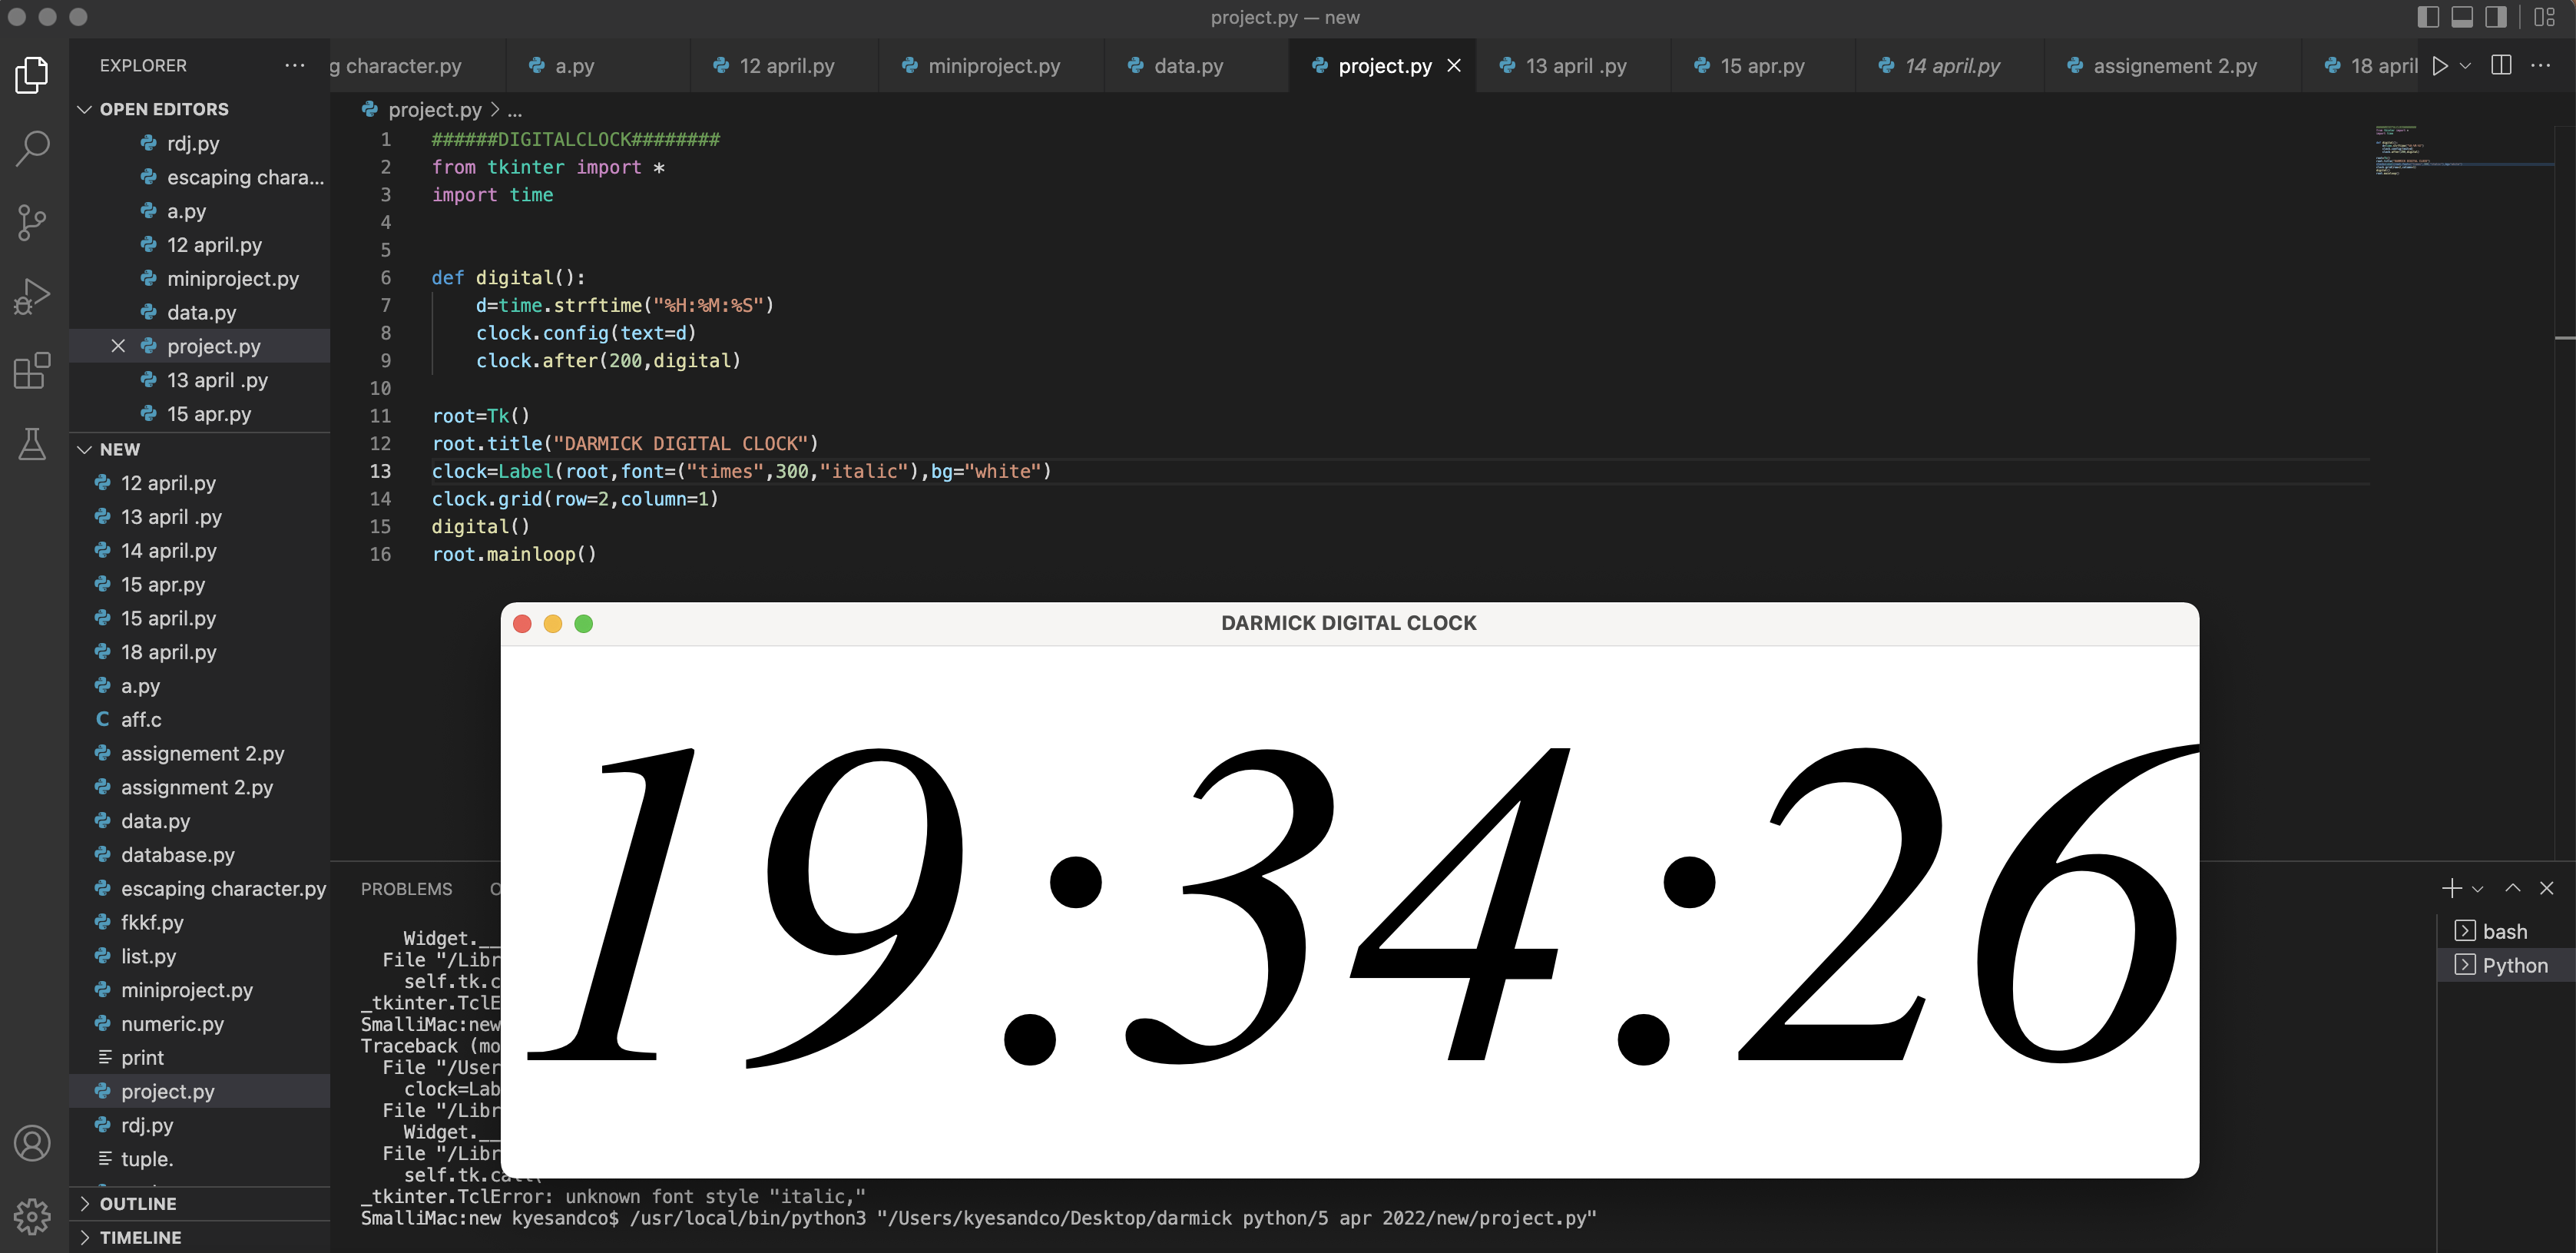 project.py — new
EXPLORER
g character.py
a.py
12 april.py
miniproject.py
data.py
project.py
13 april .py
15 apr.py
14 april.py
assignement 2.py
18 april
OPEN EDITORS
rdj.py
escaping chara...
a.py
12 april.py
miniproject.py
data.py
project.py
13 april .py
15 apr.py
NEW
12 april.py
13 april .py
14 april.py
15 apr.py
15 april.py
18 april.py
a.py
C aff.c
assignement 2.py
assignment 2.py
data.py
database.py
escaping character.py
fkkf.py
list.py
miniproject.py
numeric.py
print
project.py
rdj.py
tuple.
OUTLINE
TIMELINE
project.py > ...
1 ######DIGITALCLOCK########
2 from tkinter import *
3 import time
4
5
6 def digital():
7 d=time.strftime("%H:%M:%S")
8 clock.config(text=d)
9 clock.after(200,digital)
10
11 root=Tk()
12 root.title("DARMICK DIGITAL CLOCK")
13 clock=Label(root,font=("times",300,"italic"),bg="white")
14 clock.grid(row=2,column=1)
15 digital()
16 root.mainloop()
DARMICK DIGITAL CLOCK
19:34:26
PROBLEMS
Widget.__
File "/Libr
self.tk.c
_tkinter.TclE
SmalliMac:new
Traceback (mo
File "/User
clock=Lab
File "/Libr
Widget.__
File "/Libr
self.tk.call(
_tkinter.TclError: unknown font style "italic,"
SmalliMac:new kyesandco$ /usr/local/bin/python3 "/Users/kyesandco/Desktop/darmick python/5 apr 2022/new/project.py"
bash
Python